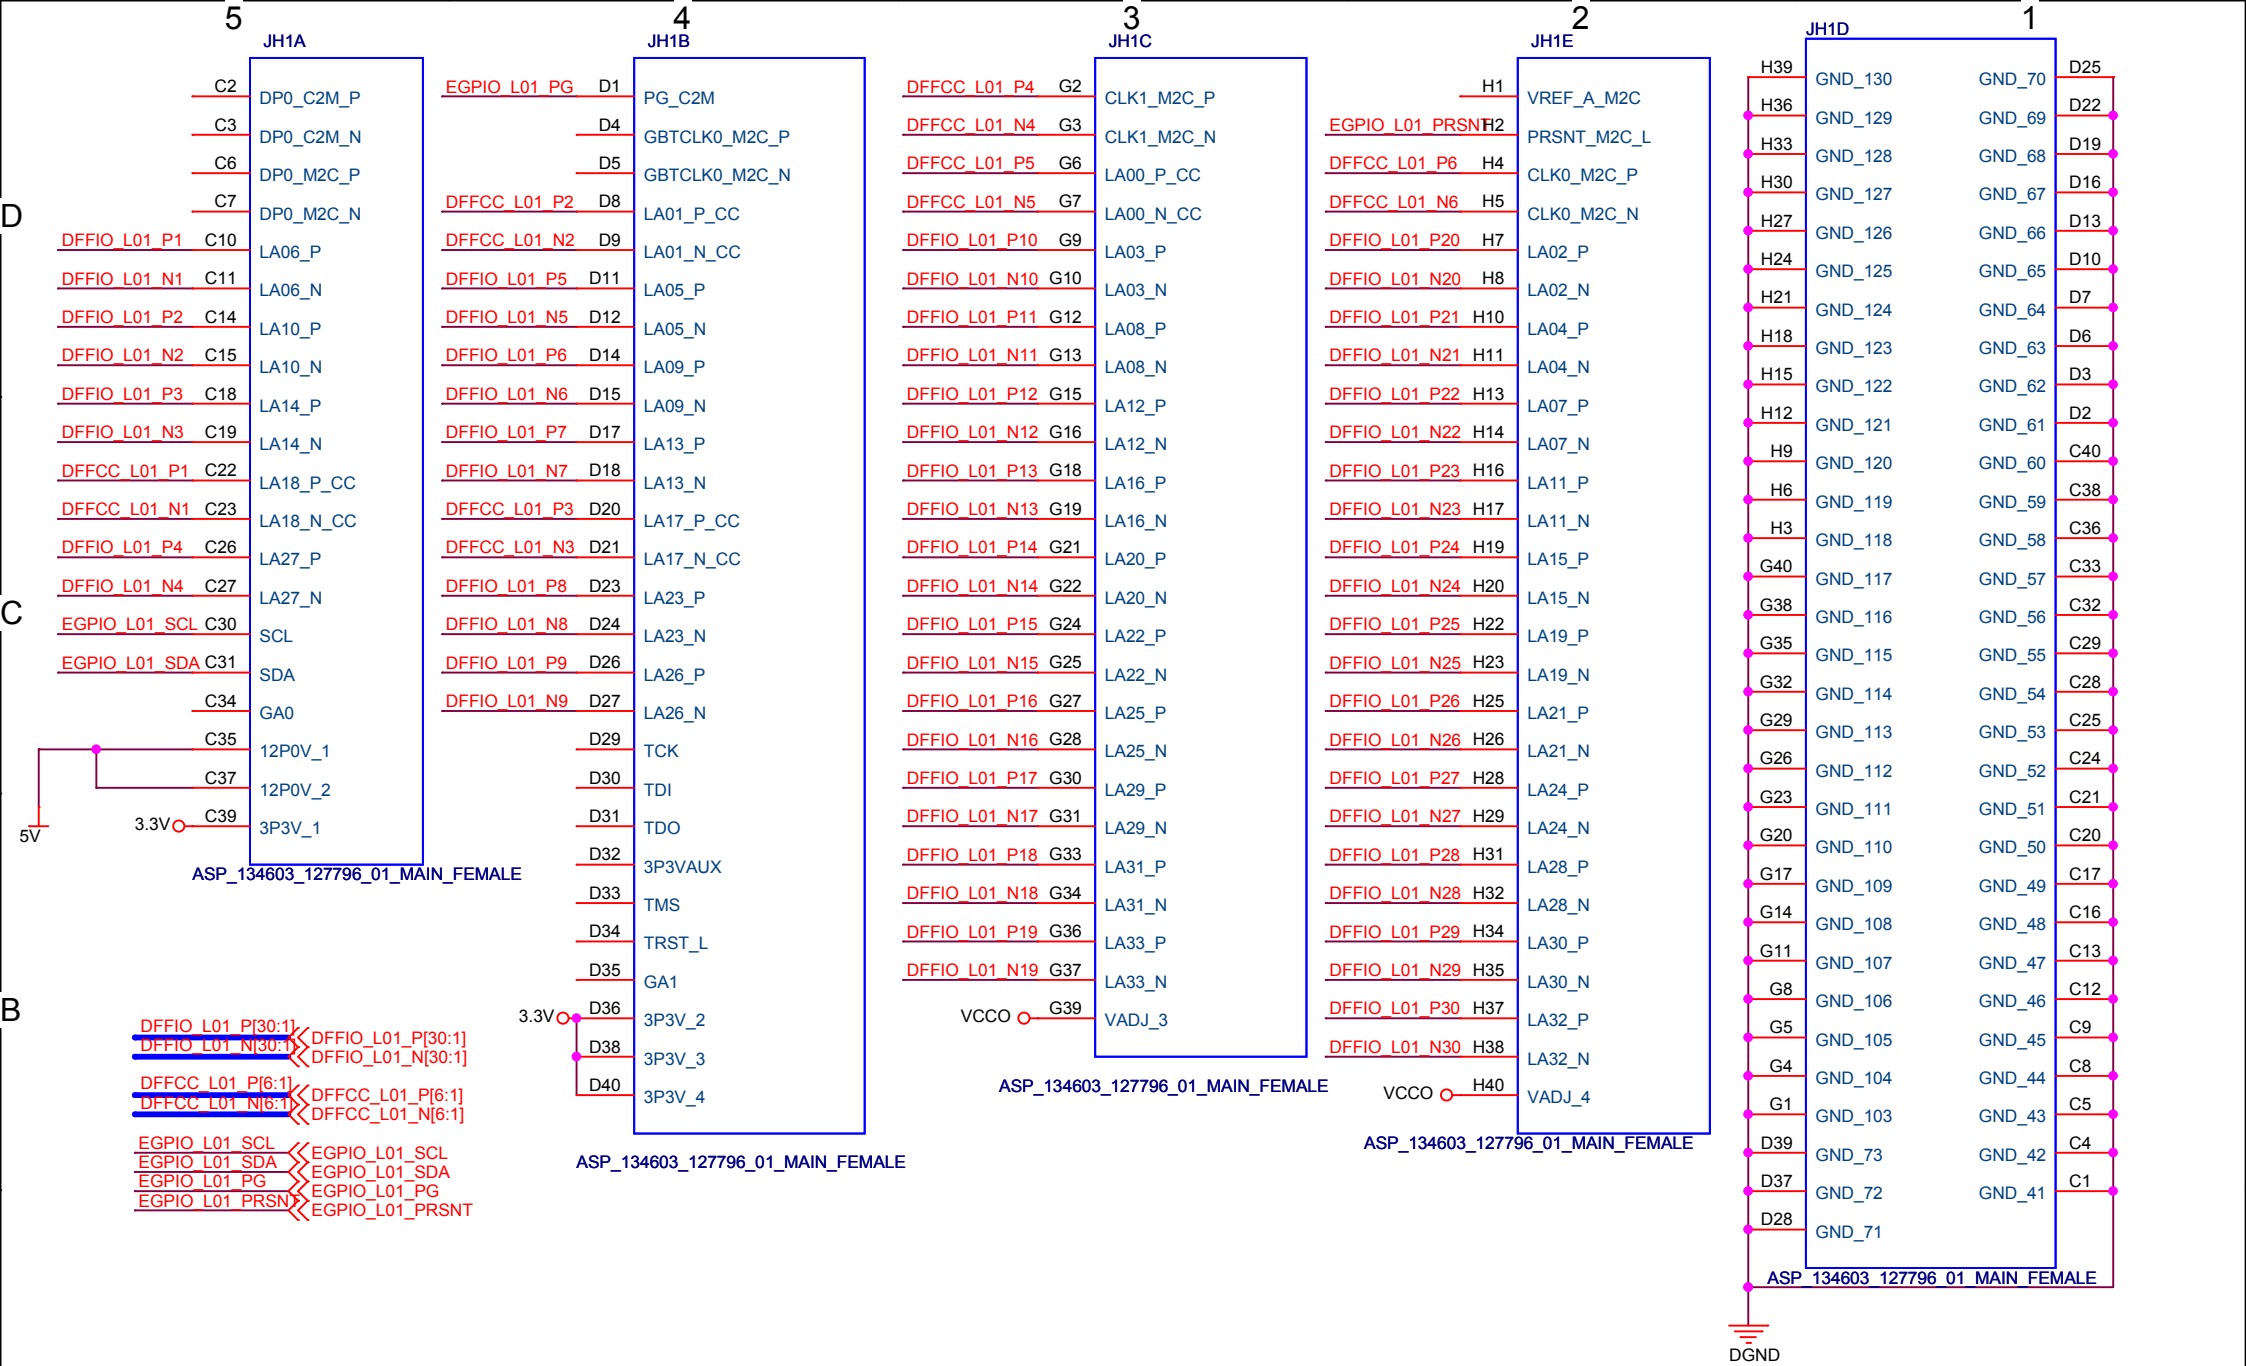 5
4
3
2
1
D
C
B
JH1A
C2 DP0_C2M_P
C3 DP0_C2M_N
C6 DP0_M2C_P
C7 DP0_M2C_N
DFFIO_L01_P1 C10 LA06_P
DFFIO_L01_N1 C11 LA06_N
DFFIO_L01_P2 C14 LA10_P
DFFIO_L01_N2 C15 LA10_N
DFFIO_L01_P3 C18 LA14_P
DFFIO_L01_N3 C19 LA14_N
DFFCC_L01_P1 C22 LA18_P_CC
DFFCC_L01_N1 C23 LA18_N_CC
DFFIO_L01_P4 C26 LA27_P
DFFIO_L01_N4 C27 LA27_N
EGPIO_L01_SCL C30 SCL
EGPIO_L01_SDA C31 SDA
C34 GA0
C35 12P0V_1
C37 12P0V_2
5V
3.3V C39 3P3V_1
ASP_134603_127796_01_MAIN_FEMALE
JH1B
EGPIO_L01_PG D1 PG_C2M
D4 GBTCLK0_M2C_P
D5 GBTCLK0_M2C_N
DFFCC_L01_P2 D8 LA01_P_CC
DFFCC_L01_N2 D9 LA01_N_CC
DFFIO_L01_P5 D11 LA05_P
DFFIO_L01_N5 D12 LA05_N
DFFIO_L01_P6 D14 LA09_P
DFFIO_L01_N6 D15 LA09_N
DFFIO_L01_P7 D17 LA13_P
DFFIO_L01_N7 D18 LA13_N
DFFCC_L01_P3 D20 LA17_P_CC
DFFCC_L01_N3 D21 LA17_N_CC
DFFIO_L01_P8 D23 LA23_P
DFFIO_L01_N8 D24 LA23_N
DFFIO_L01_P9 D26 LA26_P
DFFIO_L01_N9 D27 LA26_N
D29 TCK
D30 TDI
D31 TDO
D32 3P3VAUX
D33 TMS
D34 TRST_L
D35 GA1
3.3V D36 3P3V_2
D38 3P3V_3
D40 3P3V_4
ASP_134603_127796_01_MAIN_FEMALE
JH1C
DFFCC_L01_P4 G2 CLK1_M2C_P
DFFCC_L01_N4 G3 CLK1_M2C_N
DFFCC_L01_P5 G6 LA00_P_CC
DFFCC_L01_N5 G7 LA00_N_CC
DFFIO_L01_P10 G9 LA03_P
DFFIO_L01_N10 G10 LA03_N
DFFIO_L01_P11 G12 LA08_P
DFFIO_L01_N11 G13 LA08_N
DFFIO_L01_P12 G15 LA12_P
DFFIO_L01_N12 G16 LA12_N
DFFIO_L01_P13 G18 LA16_P
DFFIO_L01_N13 G19 LA16_N
DFFIO_L01_P14 G21 LA20_P
DFFIO_L01_N14 G22 LA20_N
DFFIO_L01_P15 G24 LA22_P
DFFIO_L01_N15 G25 LA22_N
DFFIO_L01_P16 G27 LA25_P
DFFIO_L01_N16 G28 LA25_N
DFFIO_L01_P17 G30 LA29_P
DFFIO_L01_N17 G31 LA29_N
DFFIO_L01_P18 G33 LA31_P
DFFIO_L01_N18 G34 LA31_N
DFFIO_L01_P19 G36 LA33_P
DFFIO_L01_N19 G37 LA33_N
VCCO G39 VADJ_3
ASP_134603_127796_01_MAIN_FEMALE
JH1E
H1 VREF_A_M2C
EGPIO_L01_PRSNT H2 PRSNT_M2C_L
DFFCC_L01_P6 H4 CLK0_M2C_P
DFFCC_L01_N6 H5 CLK0_M2C_N
DFFIO_L01_P20 H7 LA02_P
DFFIO_L01_N20 H8 LA02_N
DFFIO_L01_P21 H10 LA04_P
DFFIO_L01_N21 H11 LA04_N
DFFIO_L01_P22 H13 LA07_P
DFFIO_L01_N22 H14 LA07_N
DFFIO_L01_P23 H16 LA11_P
DFFIO_L01_N23 H17 LA11_N
DFFIO_L01_P24 H19 LA15_P
DFFIO_L01_N24 H20 LA15_N
DFFIO_L01_P25 H22 LA19_P
DFFIO_L01_N25 H23 LA19_N
DFFIO_L01_P26 H25 LA21_P
DFFIO_L01_N26 H26 LA21_N
DFFIO_L01_P27 H28 LA24_P
DFFIO_L01_N27 H29 LA24_N
DFFIO_L01_P28 H31 LA28_P
DFFIO_L01_N28 H32 LA28_N
DFFIO_L01_P29 H34 LA30_P
DFFIO_L01_N29 H35 LA30_N
DFFIO_L01_P30 H37 LA32_P
DFFIO_L01_N30 H38 LA32_N
VCCO H40 VADJ_4
ASP_134603_127796_01_MAIN_FEMALE
JH1D
H39 GND_130 GND_70 D25
H36 GND_129 GND_69 D22
H33 GND_128 GND_68 D19
H30 GND_127 GND_67 D16
H27 GND_126 GND_66 D13
H24 GND_125 GND_65 D10
H21 GND_124 GND_64 D7
H18 GND_123 GND_63 D6
H15 GND_122 GND_62 D3
H12 GND_121 GND_61 D2
H9 GND_120 GND_60 C40
H6 GND_119 GND_59 C38
H3 GND_118 GND_58 C36
G40 GND_117 GND_57 C33
G38 GND_116 GND_56 C32
G35 GND_115 GND_55 C29
G32 GND_114 GND_54 C28
G29 GND_113 GND_53 C25
G26 GND_112 GND_52 C24
G23 GND_111 GND_51 C21
G20 GND_110 GND_50 C20
G17 GND_109 GND_49 C17
G14 GND_108 GND_48 C16
G11 GND_107 GND_47 C13
G8 GND_106 GND_46 C12
G5 GND_105 GND_45 C9
G4 GND_104 GND_44 C8
G1 GND_103 GND_43 C5
D39 GND_73 GND_42 C4
D37 GND_72 GND_41 C1
D28 GND_71
ASP_134603_127796_01_MAIN_FEMALE
DGND
DFFIO_L01_P[30:1] DFFIO_L01_P[30:1]
DFFIO_L01_N[30:1] DFFIO_L01_N[30:1]
DFFCC_L01_P[6:1] DFFCC_L01_P[6:1]
DFFCC_L01_N[6:1] DFFCC_L01_N[6:1]
EGPIO_L01_SCL EGPIO_L01_SCL
EGPIO_L01_SDA EGPIO_L01_SDA
EGPIO_L01_PG EGPIO_L01_PG
EGPIO_L01_PRSNT EGPIO_L01_PRSNT